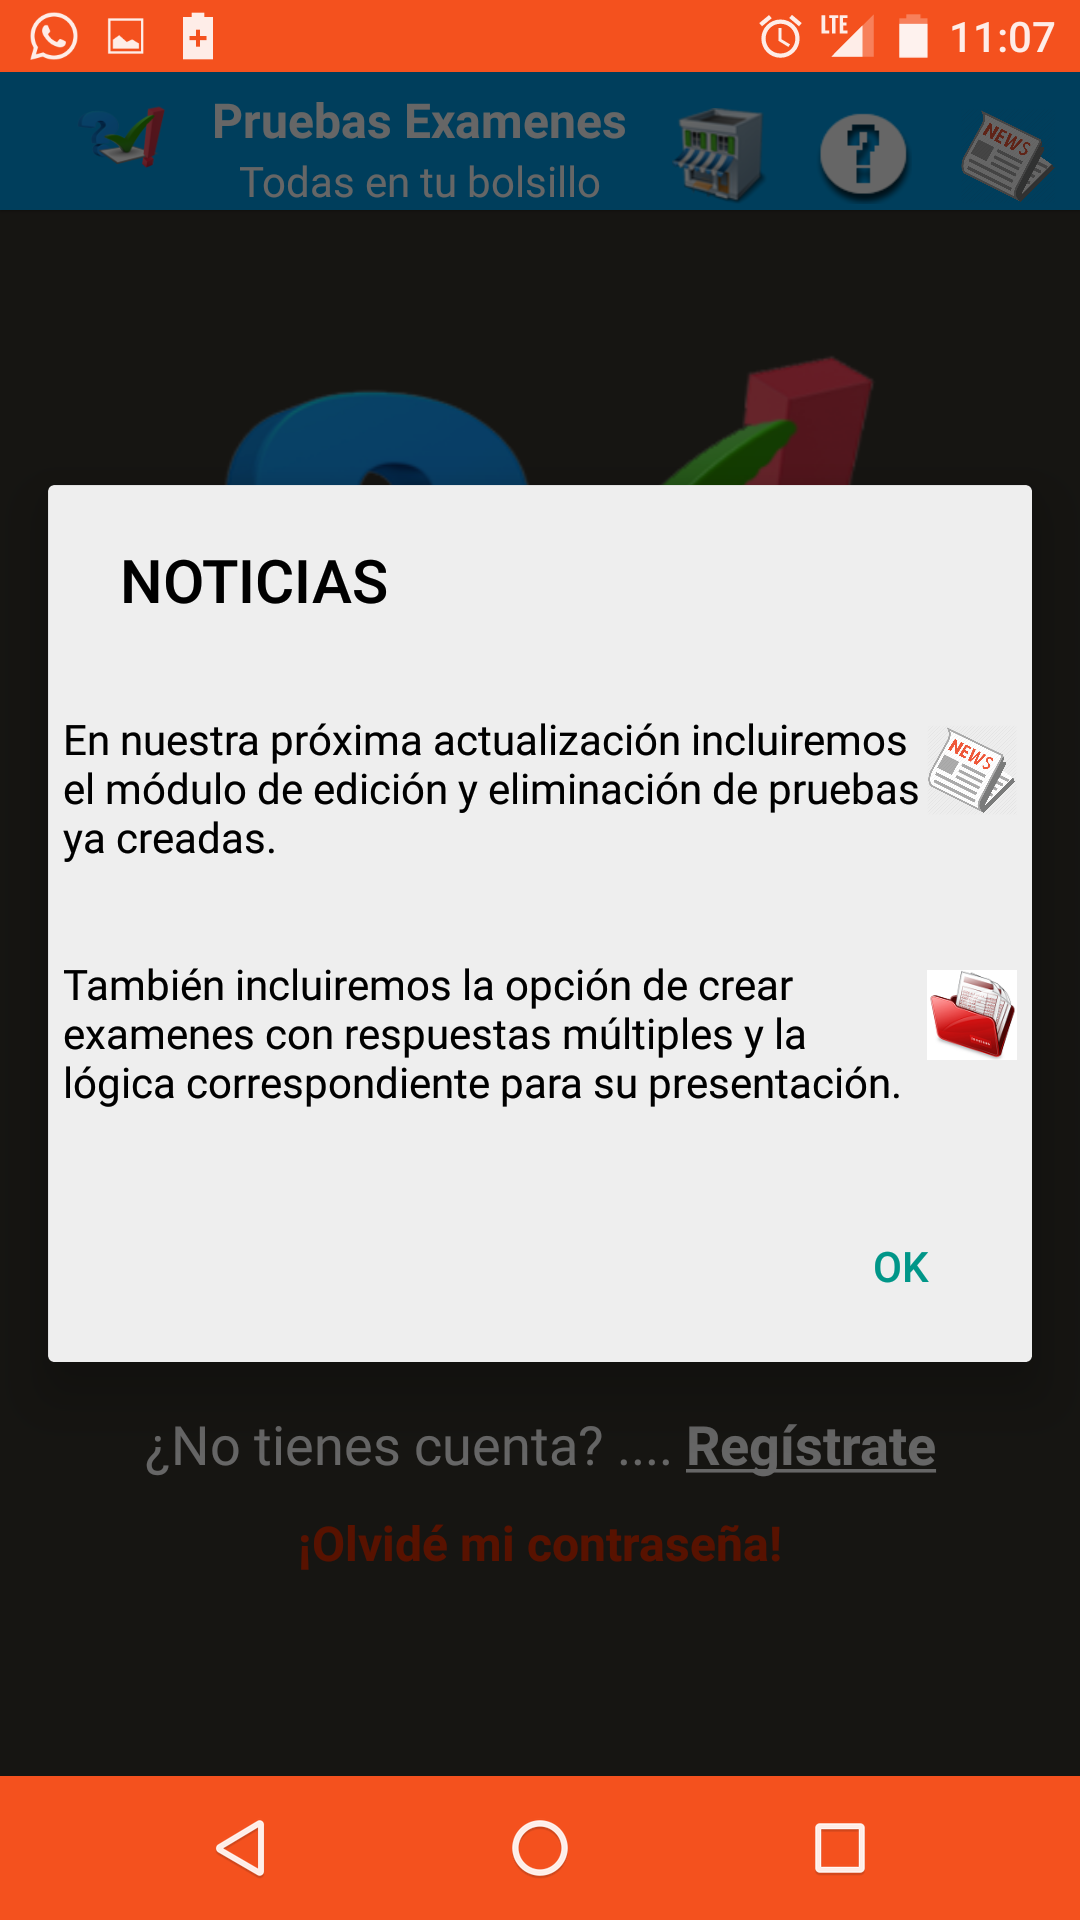 LTE 11:07
Pruebas Examenes
Todas en tu bolsillo
NEWS
NOTICIAS
En nuestra próxima actualización incluiremos
el módulo de edición y eliminación de pruebas
ya creadas.
NEWS
También incluiremos la opción de crear
examenes con respuestas múltiples y la
lógica correspondiente para su presentación.
OK
¿No tienes cuenta? .... Regístrate
¡Olvidé mi contraseña!